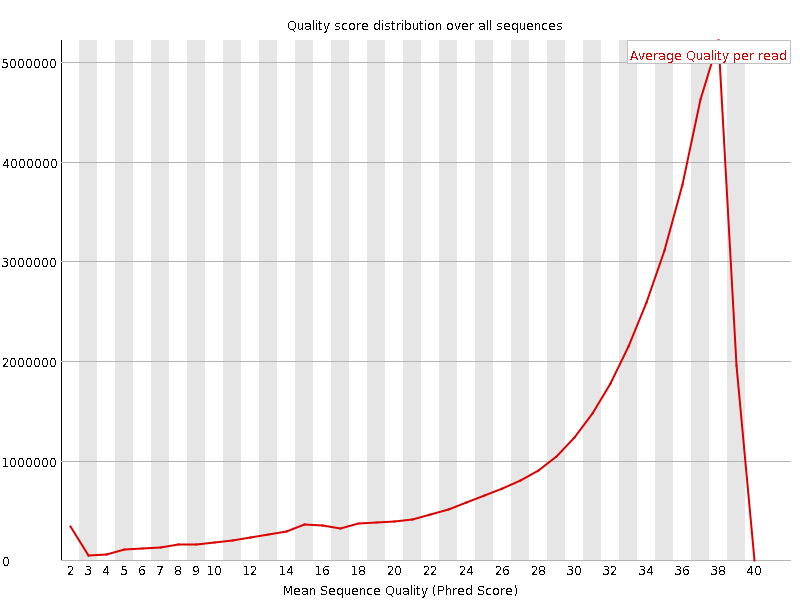 Quality score distribution over all sequences
Average Quality per read
5000000
4000000
3000000
2000000
1000000
0
2 3 4 5 6 7 8 9 10 12 14 16 18 20 22 24 26 28 30 32 34 36 38 40
Mean Sequence Quality (Phred Score)